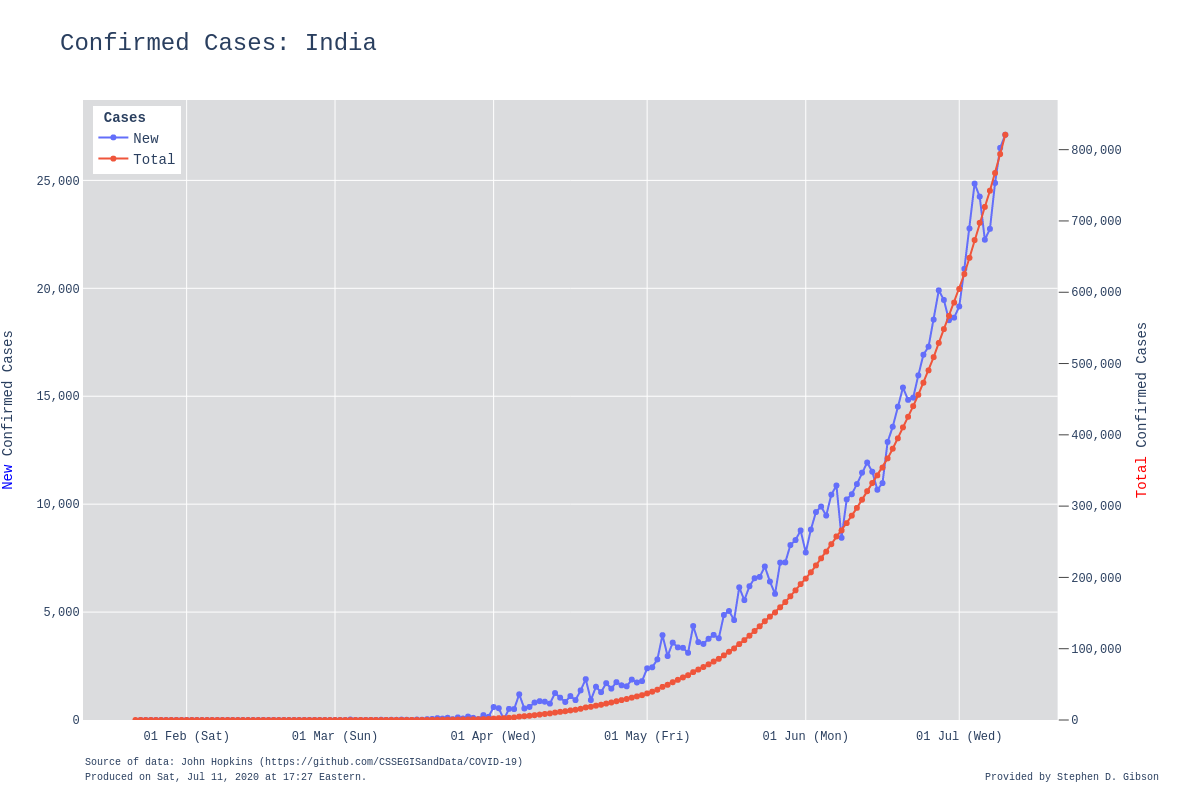 Confirmed Cases: India
Cases
New
Total
25,000
20,000
15,000
10,000
5,000
0
New Confirmed Cases
800,000
700,000
600,000
500,000
400,000
300,000
200,000
100,000
0
Total Confirmed Cases
01 Feb (Sat) 01 Mar (Sun) 01 Apr (Wed) 01 May (Fri) 01 Jun (Mon) 01 Jul (Wed)
Source of data: John Hopkins (https://github.com/CSSEGISandData/COVID-19)
Produced on Sat, Jul 11, 2020 at 17:27 Eastern.
Provided by Stephen D. Gibson